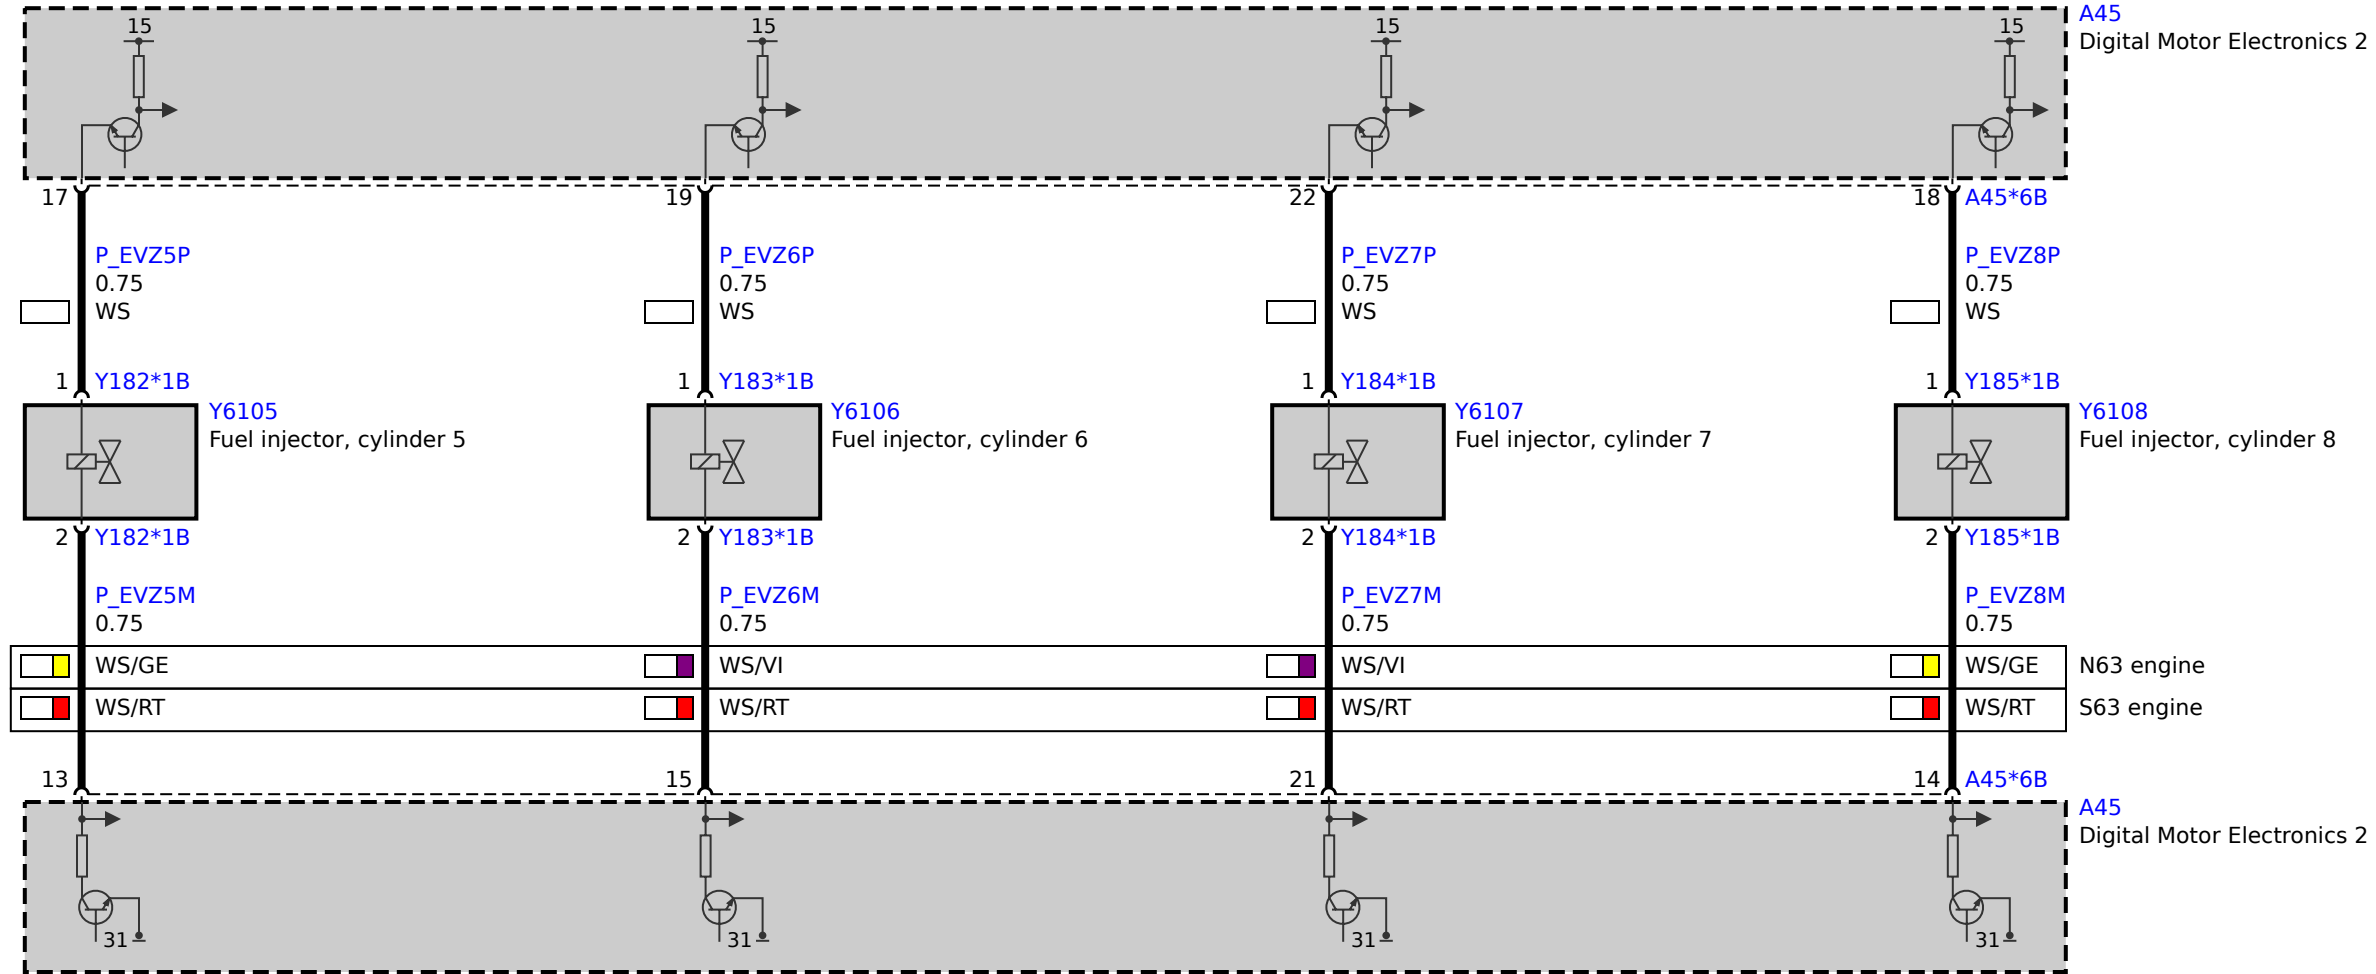 15 15 15 15 A45
Digital Motor Electronics 2
17 19 22 18 A45*6B
P_EVZ5P P_EVZ6P P_EVZ7P P_EVZ8P
0.75 0.75 0.75 0.75
WS WS WS WS
1 Y182*1B 1 Y183*1B 1 Y184*1B 1 Y185*1B
Y6105 Y6106 Y6107 Y6108
Fuel injector, cylinder 5 Fuel injector, cylinder 6 Fuel injector, cylinder 7 Fuel injector, cylinder 8
2 Y182*1B 2 Y183*1B 2 Y184*1B 2 Y185*1B
P_EVZ5M P_EVZ6M P_EVZ7M P_EVZ8M
0.75 0.75 0.75 0.75
WS/GE WS/VI WS/VI WS/GE N63 engine
WS/RT WS/RT WS/RT WS/RT S63 engine
13 15 21 14 A45*6B
A45
Digital Motor Electronics 2
31 31 31 31